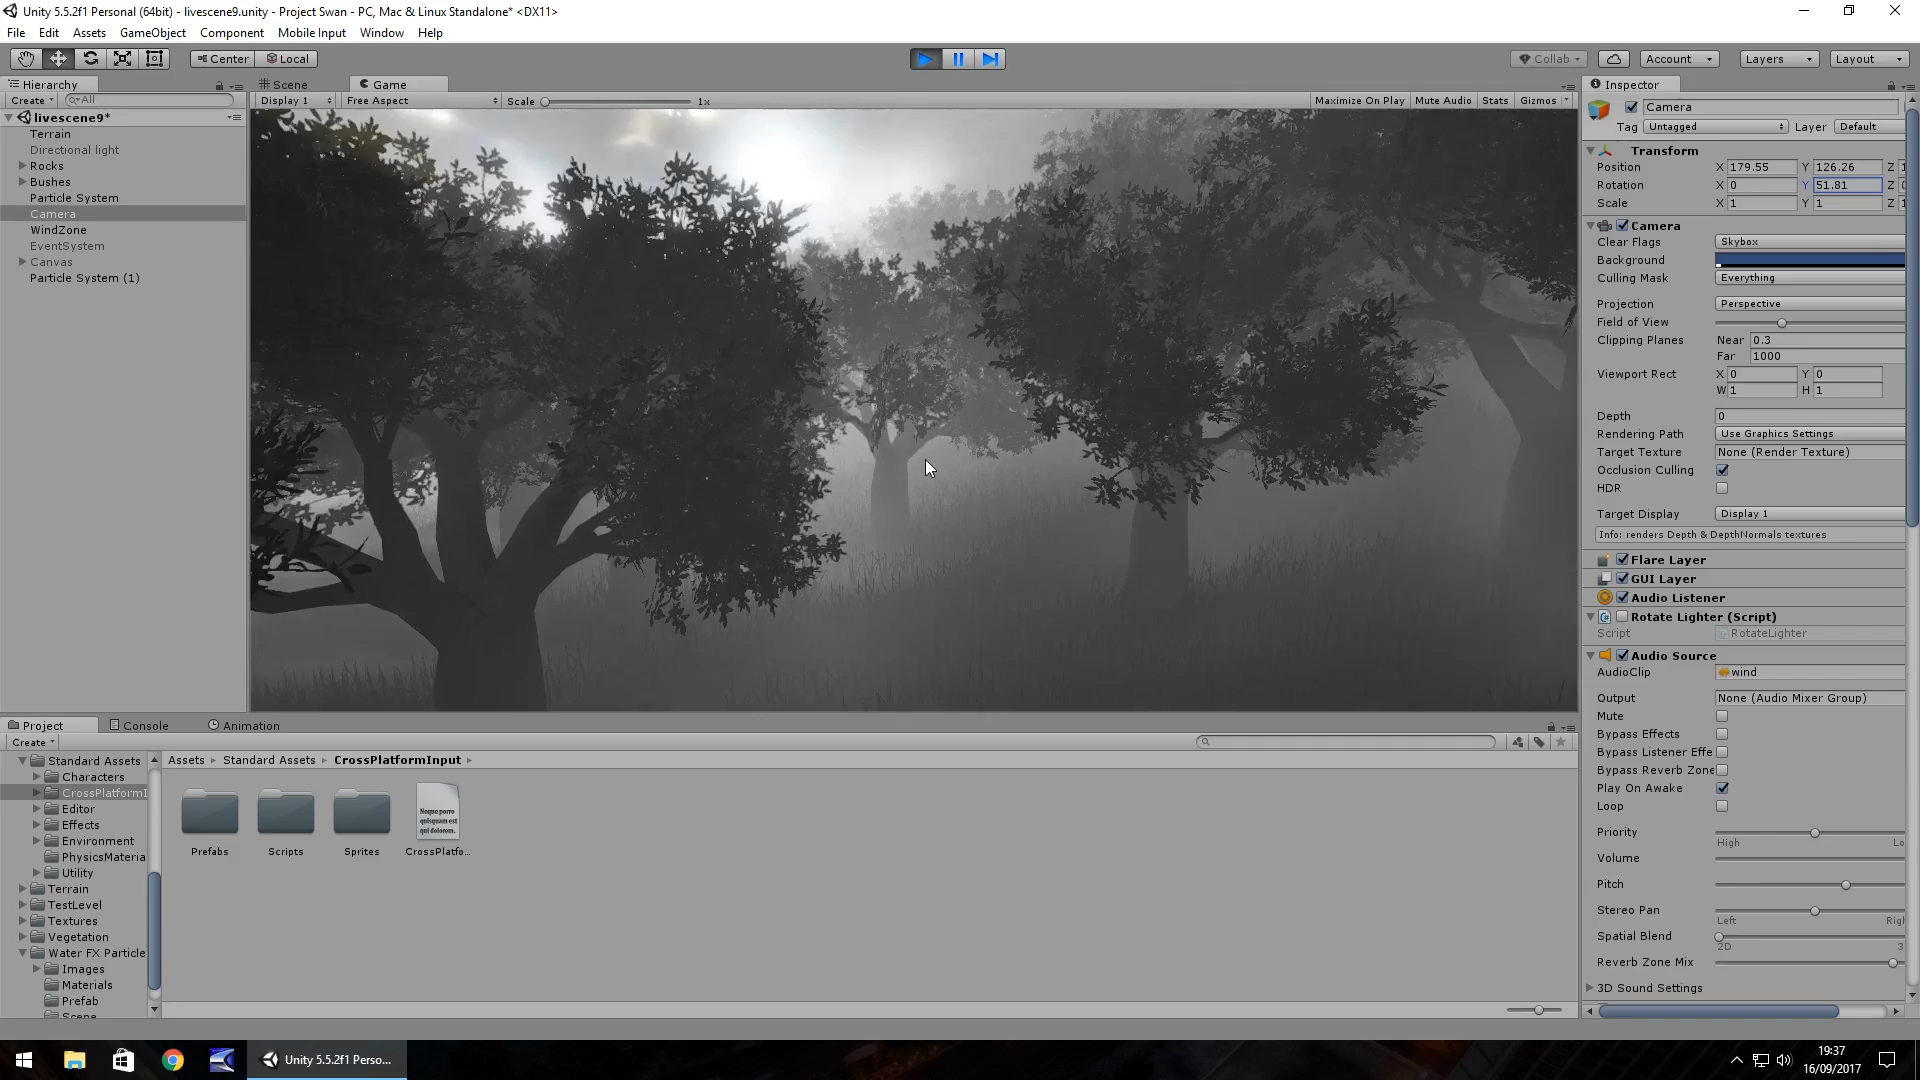 Unity 5.5.2f1 Personal (64bit) - livescene9.unity - Project Swan - PC, Mac & Linux Standalone* <DX11>
File Edit Assets GameObject Component Mobile Input Window Help
Center Local Collab Account Layers Layout
Hierarchy
Create All
livescene9*
Terrain
Directional light
Rocks
Bushes
Particle System
Camera
WindZone
EventSystem
Canvas
Particle System (1)
Scene Game
Display 1 Free Aspect Scale 1x Maximize On Play Mute Audio Stats Gizmos
Inspector
Camera
Tag Untagged Layer Default
Transform
Position X 179.55 Y 126.26 Z
Rotation X 0 Y 51.81 Z
Scale X 1 Y 1 Z
Camera
Clear Flags Skybox
Background
Culling Mask Everything
Projection Perspective
Field of View
Clipping Planes Near 0.3
Far 1000
Viewport Rect X 0 Y 0
W 1 H 1
Depth 0
Rendering Path Use Graphics Settings
Target Texture None (Render Texture)
Occlusion Culling
HDR
Target Display Display 1
Info: renders Depth & DepthNormals textures
Flare Layer
GUI Layer
Audio Listener
Rotate Lighter (Script)
Script RotateLighter
Audio Source
AudioClip wind
Output None (Audio Mixer Group)
Mute
Bypass Effects
Bypass Listener Effe
Bypass Reverb Zone
Play On Awake
Loop
Priority
High Lo
Volume
Pitch
Stereo Pan
Left Righ
Spatial Blend
2D 3
Reverb Zone Mix
3D Sound Settings
Project Console Animation
Create
Standard Assets
Characters
CrossPlatformI
Editor
Effects
Environment
PhysicsMateria
Utility
Terrain
TestLevel
Textures
Vegetation
Water FX Particle
Images
Materials
Prefab
Scene
Assets Standard Assets CrossPlatformInput
Neque porro
quisquam est
qui dolorem.
Prefabs Scripts Sprites CrossPlatfo...
Unity 5.5.2f1 Perso...
19:37
16/09/2017